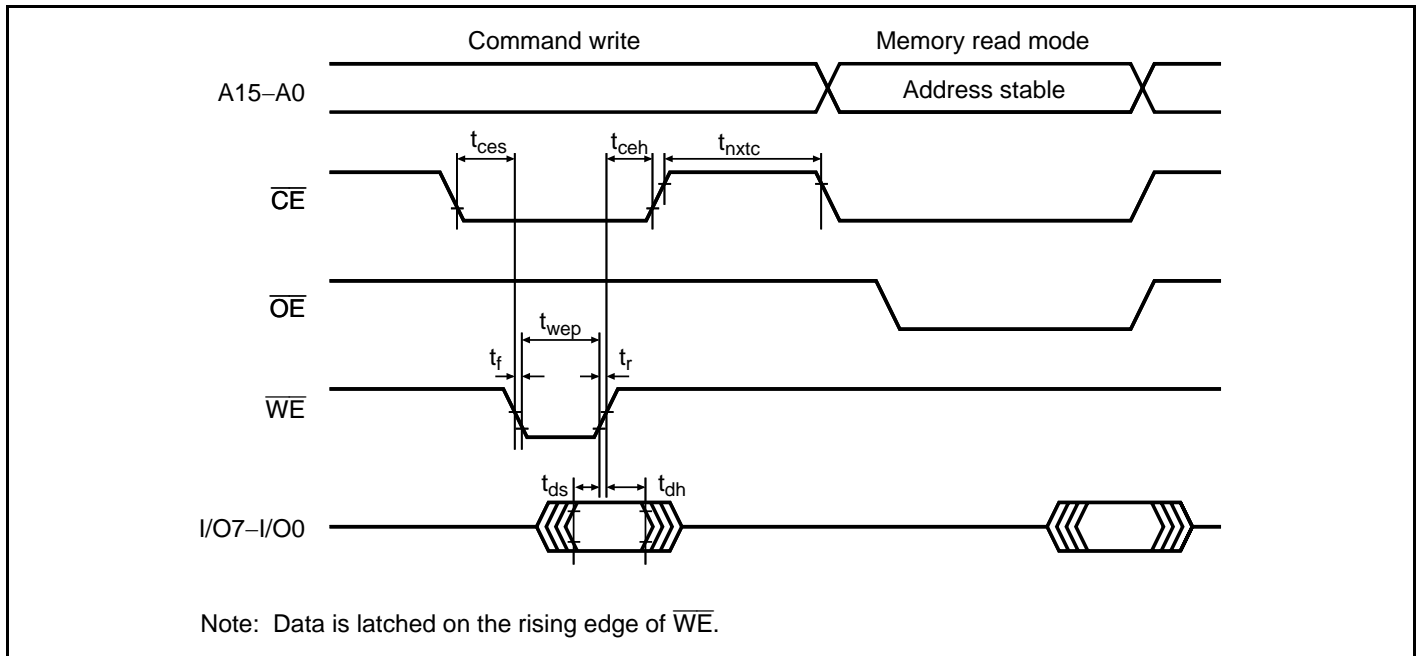 Command write Memory read mode
A15–A0 Address stable
tces tceh tnxtc
CE
OE
twep
tf tr
WE
tds tdh
I/O7–I/O0
Note: Data is latched on the rising edge of WE.